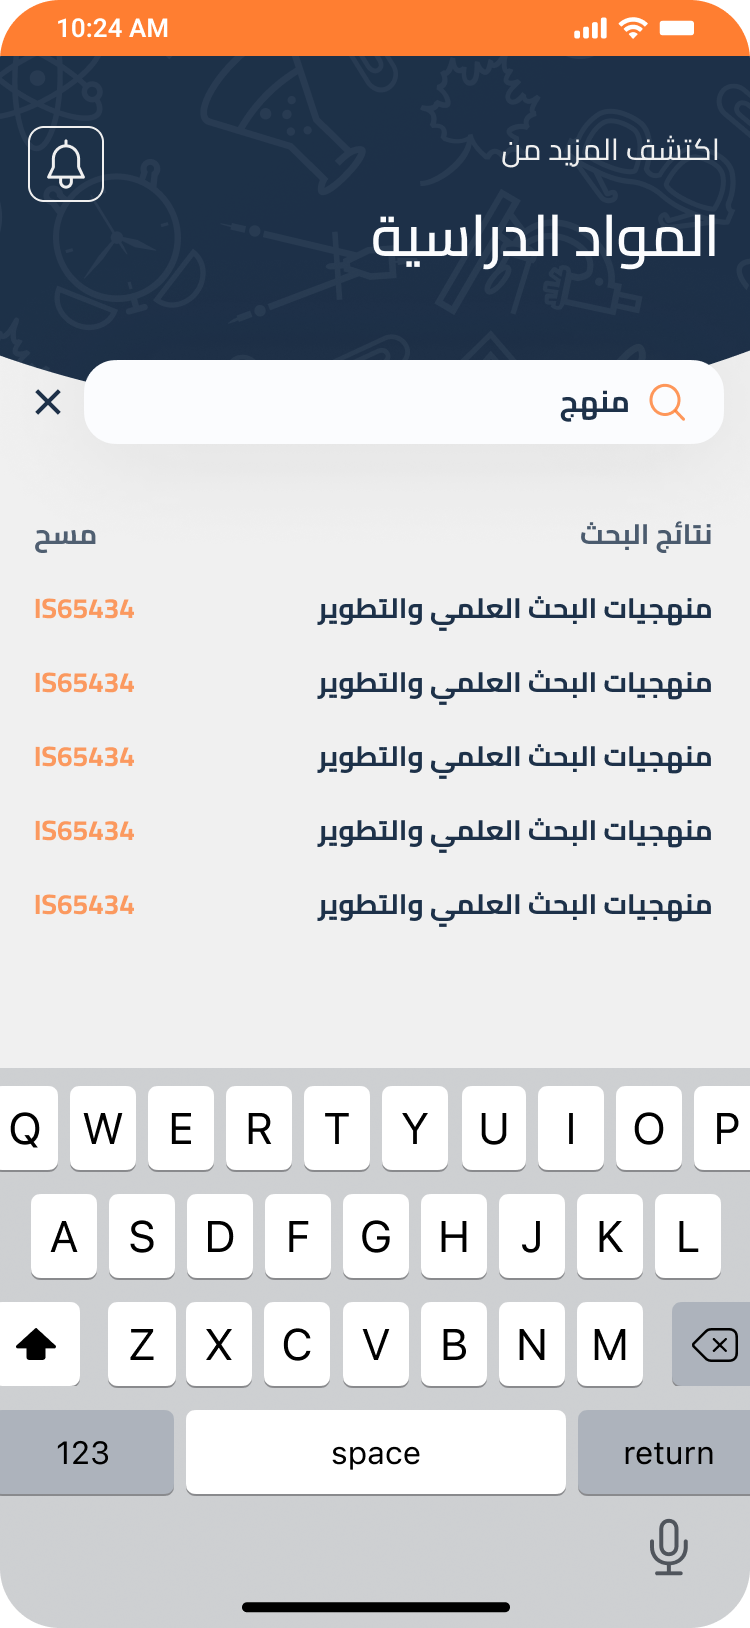 10:24 AM
اكتشف المزيد من
المواد الدراسية
منهج
نتائج البحث مسح
منهجيات البحث العلمي والتطوير IS65434
منهجيات البحث العلمي والتطوير IS65434
منهجيات البحث العلمي والتطوير IS65434
منهجيات البحث العلمي والتطوير IS65434
منهجيات البحث العلمي والتطوير IS65434
Q W E R T Y U I O P
A S D F G H J K L
Z X C V B N M
123 space return